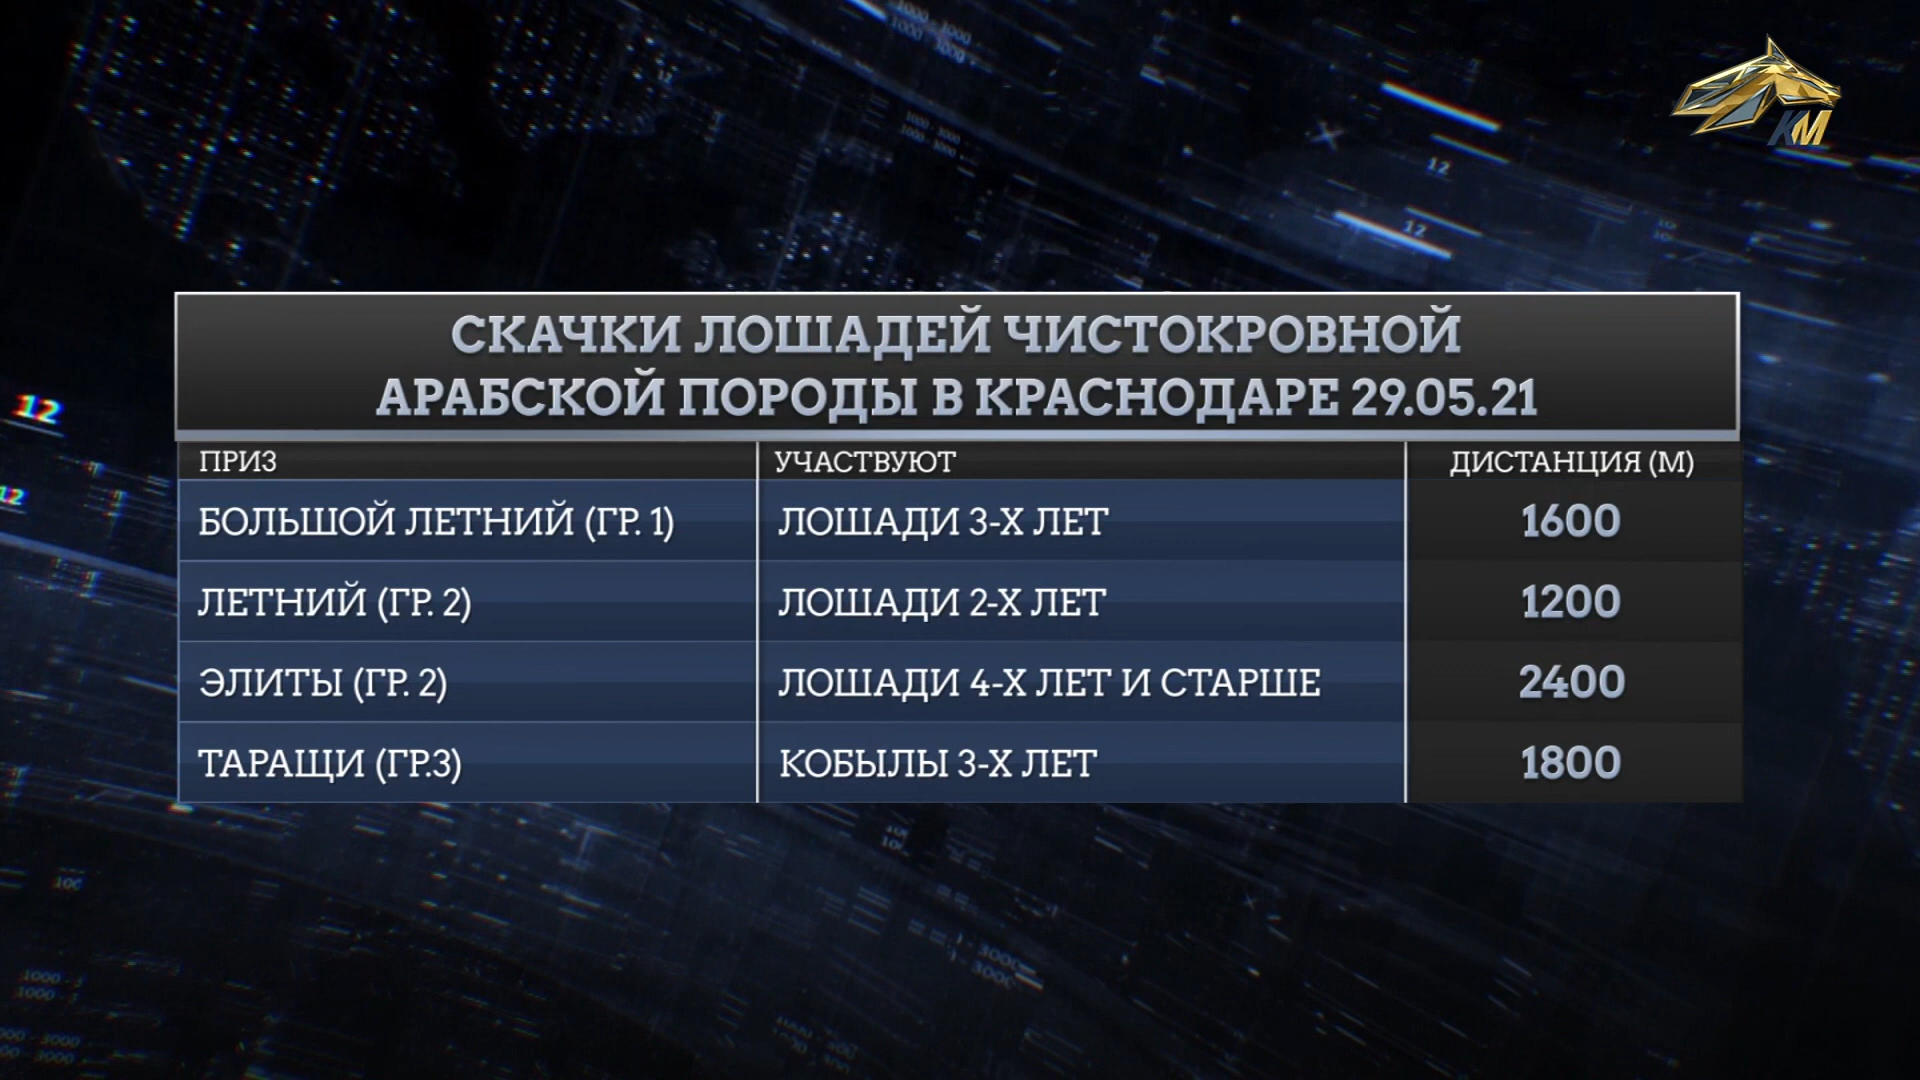 КМ
СКАЧКИ ЛОШАДЕЙ ЧИСТОКРОВНОЙ
АРАБСКОЙ ПОРОДЫ В КРАСНОДАРЕ 29.05.21
ПРИЗ УЧАСТВУЮТ ДИСТАНЦИЯ (М)
БОЛЬШОЙ ЛЕТНИЙ (ГР. 1) ЛОШАДИ 3-Х ЛЕТ 1600
ЛЕТНИЙ (ГР. 2) ЛОШАДИ 2-Х ЛЕТ 1200
ЭЛИТЫ (ГР. 2) ЛОШАДИ 4-Х ЛЕТ И СТАРШЕ 2400
ТАРАЩИ (ГР.3) КОБЫЛЫ 3-Х ЛЕТ 1800